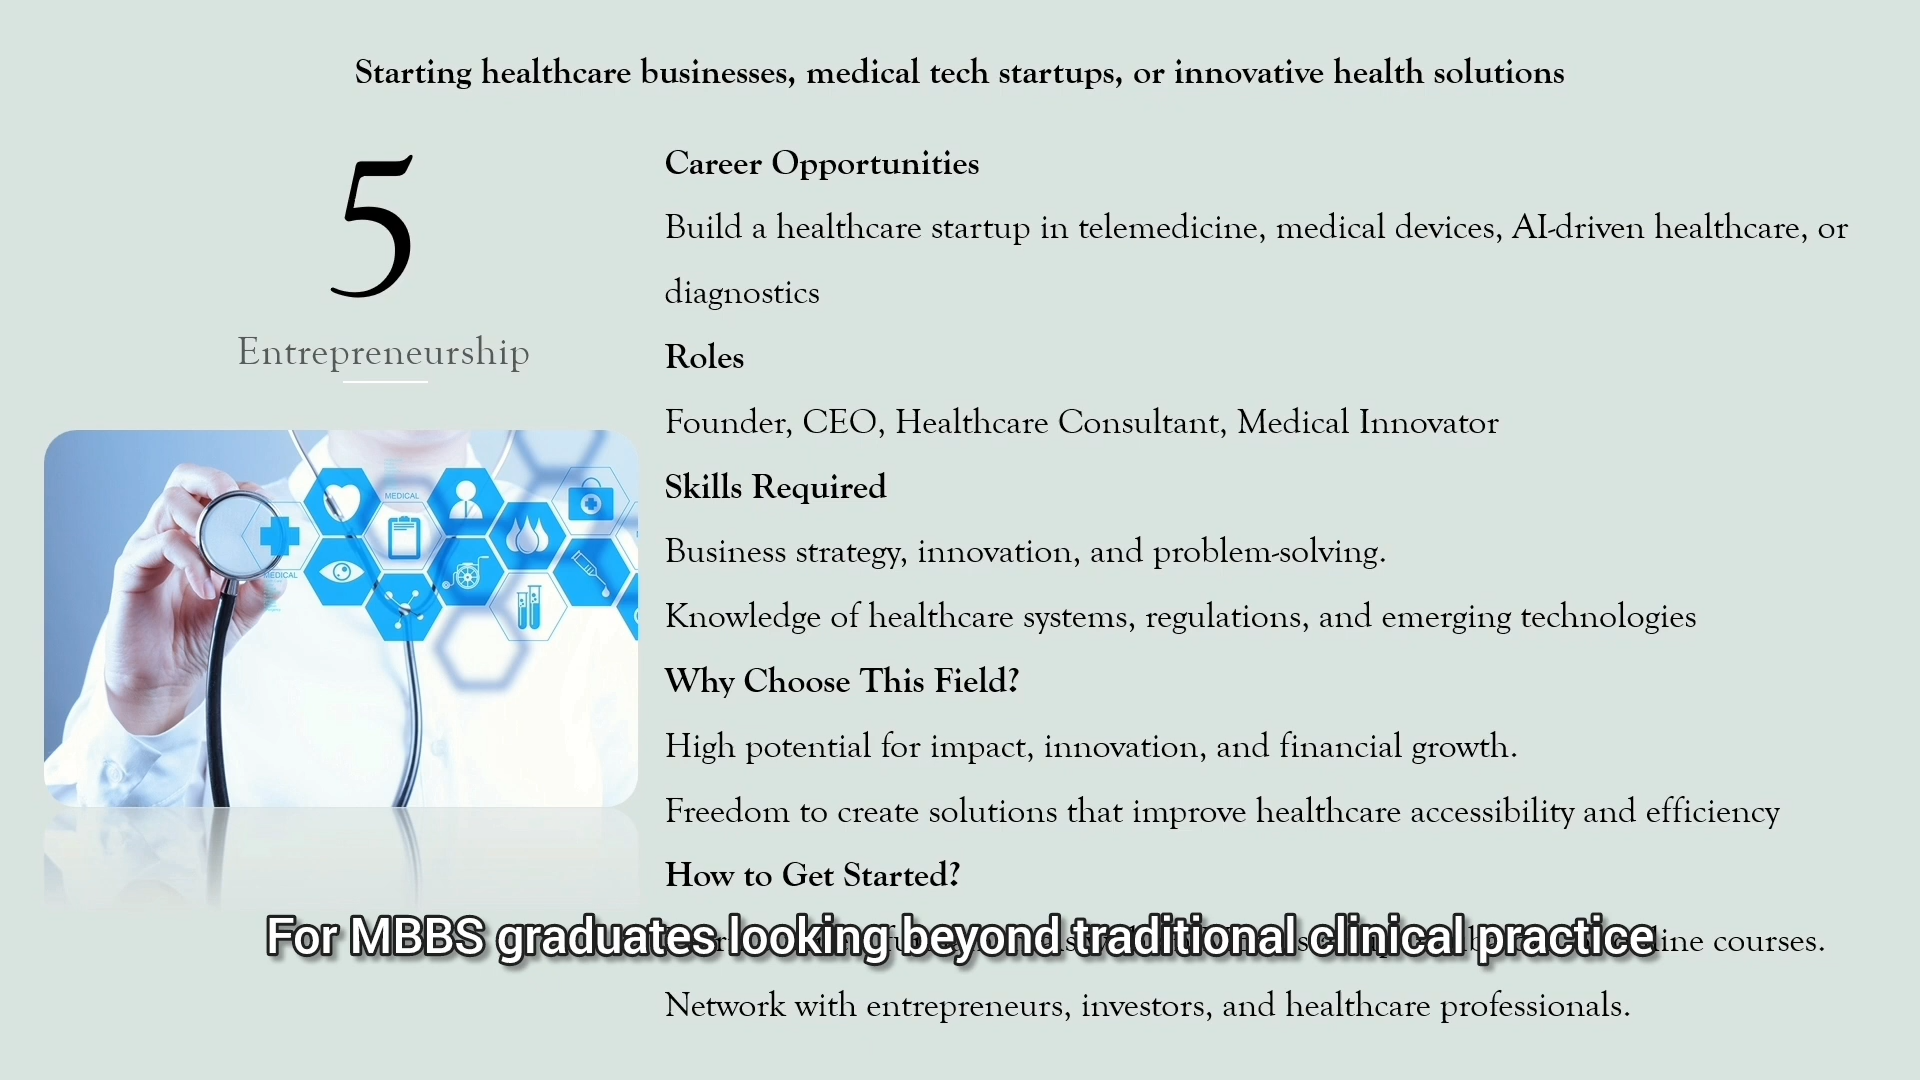 Starting healthcare businesses, medical tech startups, or innovative health solutions
5
Entrepreneurship
MEDICAL
MEDICAL
Career Opportunities
Build a healthcare startup in telemedicine, medical devices, AI-driven healthcare, or
diagnostics
Roles
Founder, CEO, Healthcare Consultant, Medical Innovator
Skills Required
Business strategy, innovation, and problem-solving.
Knowledge of healthcare systems, regulations, and emerging technologies
Why Choose This Field?
High potential for impact, innovation, and financial growth.
Freedom to create solutions that improve healthcare accessibility and efficiency
How to Get Started?
courses.
For MBBS graduates looking beyond traditional clinical practice
Network with entrepreneurs, investors, and healthcare professionals.